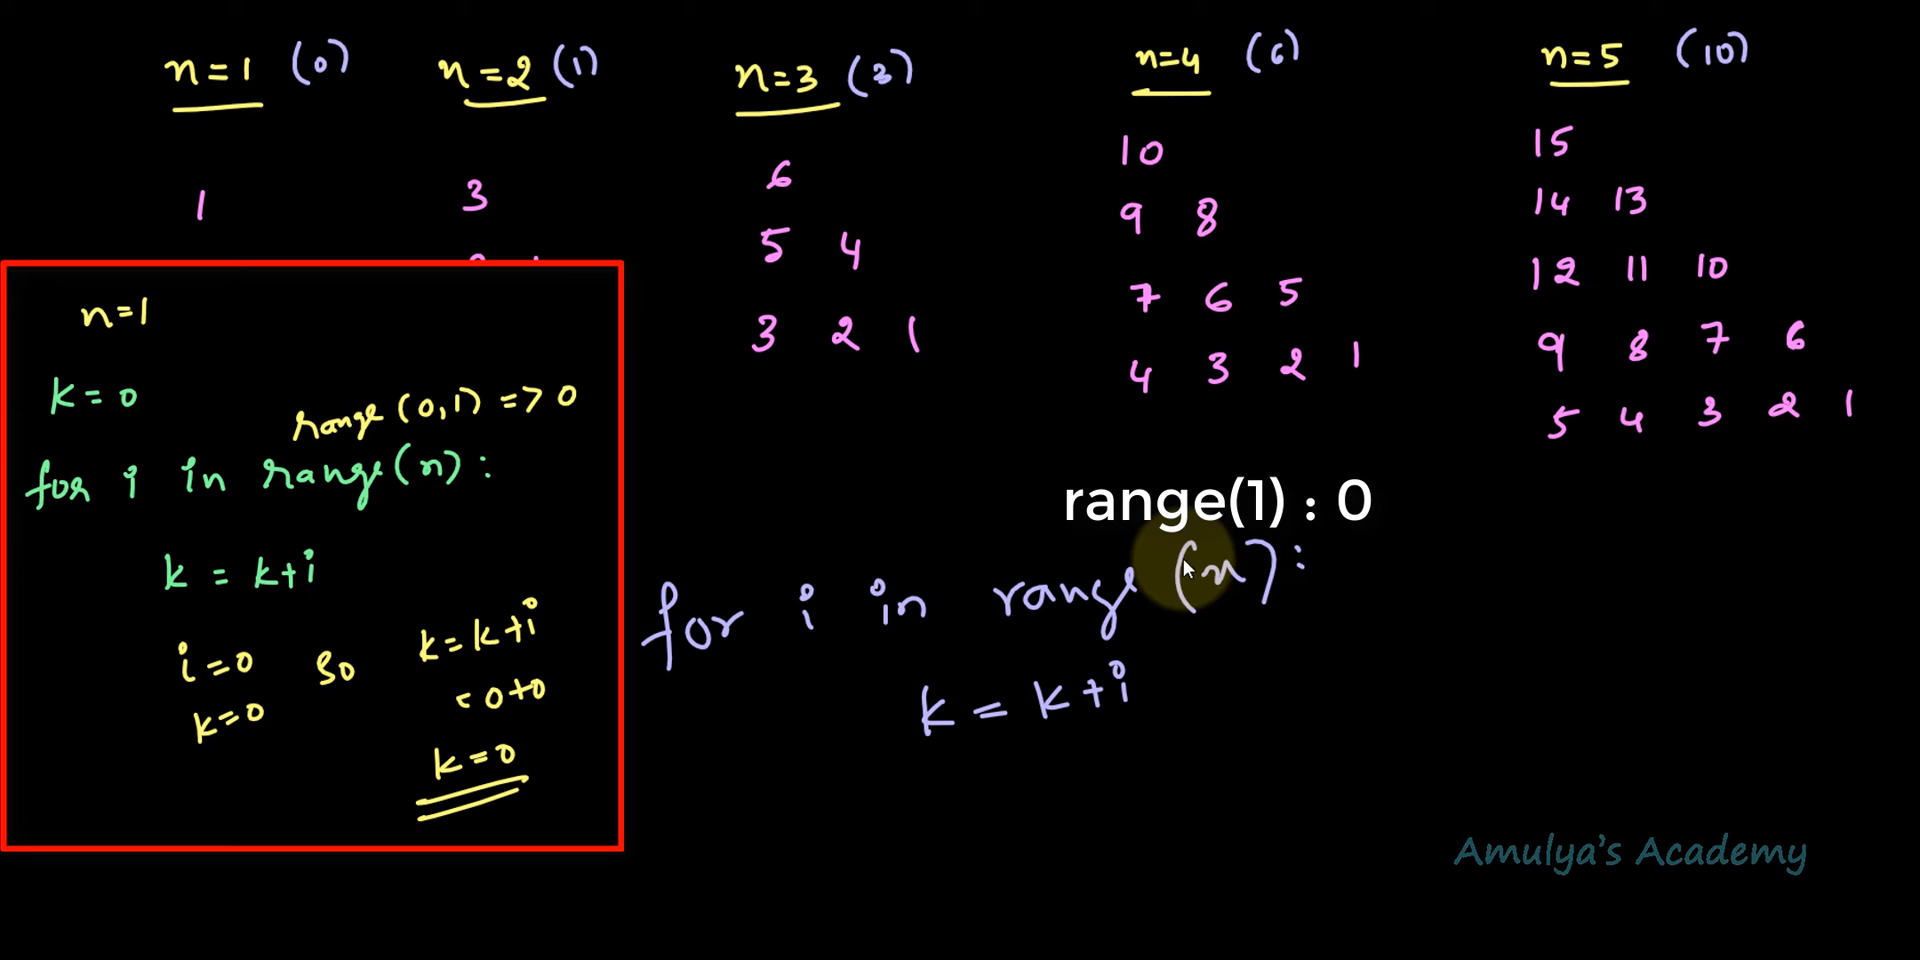 n=1 (0) n=2 (1) n=3 (3) n=4 (6) n=5 (10)
1
3
6
5 4
3 2 1
10
9 8
7 6 5
4 3 2 1
15
14 13
12 11 10
9 8 7 6
5 4 3 2 1
n=1
k=0
range(0,1) => 0
for i in range(n):
k = k+i
i=0 so k=k+i
k=0 = 0+0
k=0
range(1) : 0
for i in range(n):
k = k+i
Amulya's Academy